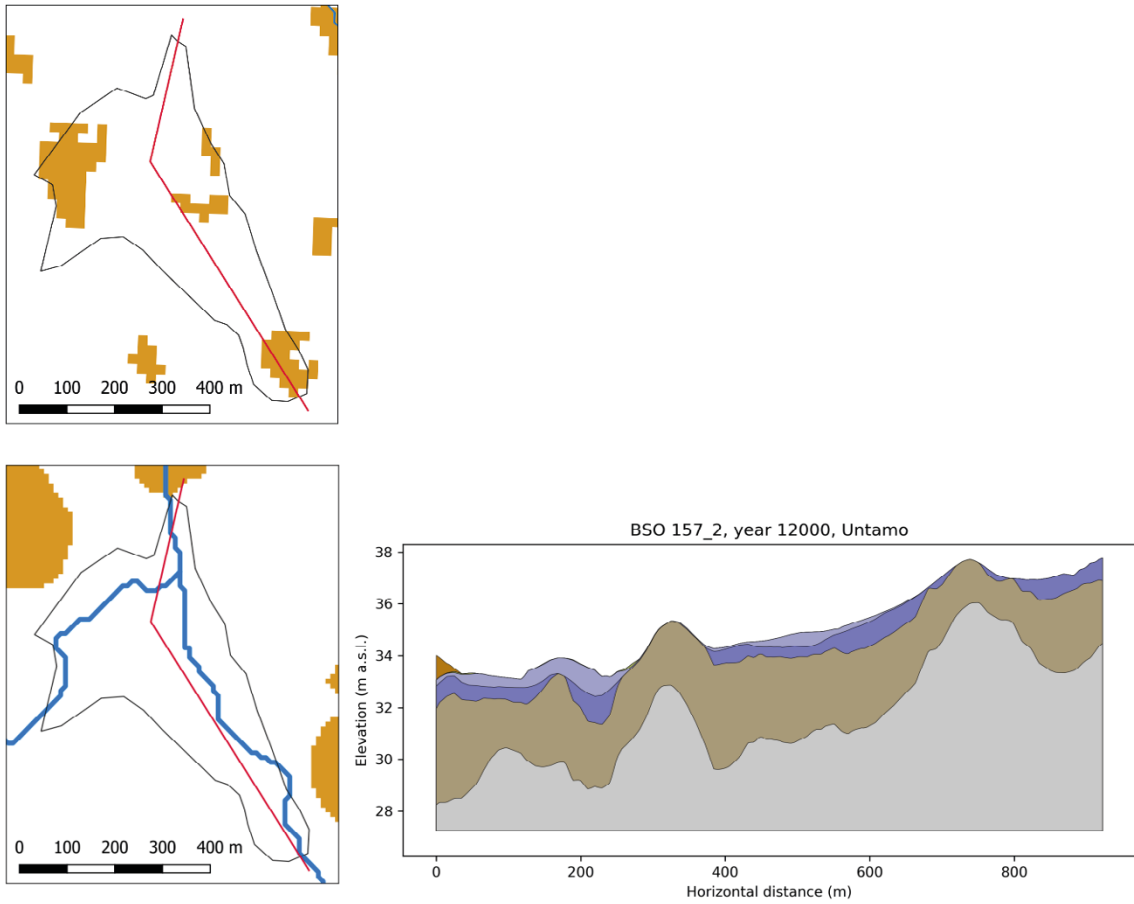 0 100 200 300 400 m
0 100 200 300 400 m
BSO 157_2, year 12000, Untamo
Elevation (m a.s.l.)
38
36
34
32
30
28
0 200 400 600 800
Horizontal distance (m)